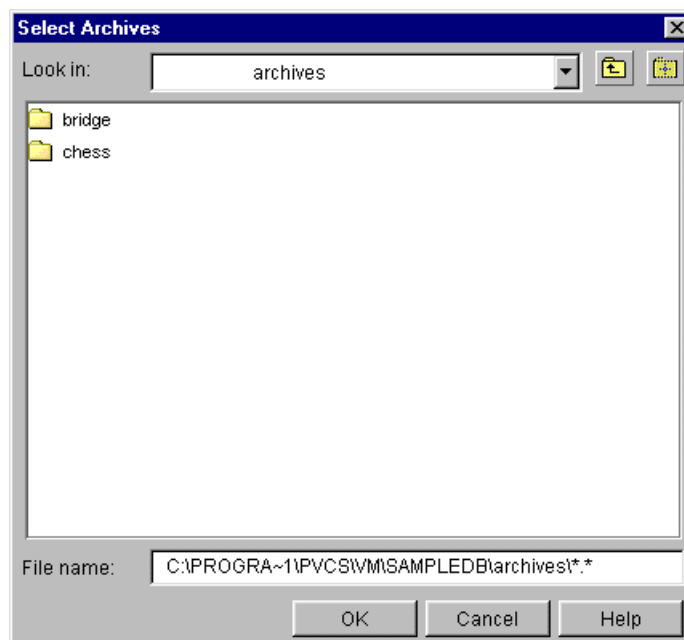 Select Archives
Look in:
archives
bridge
chess
File name:
C:\PROGRA~1\PVCS\VM\SAMPLEDB\archives\*.*
OK
Cancel
Help